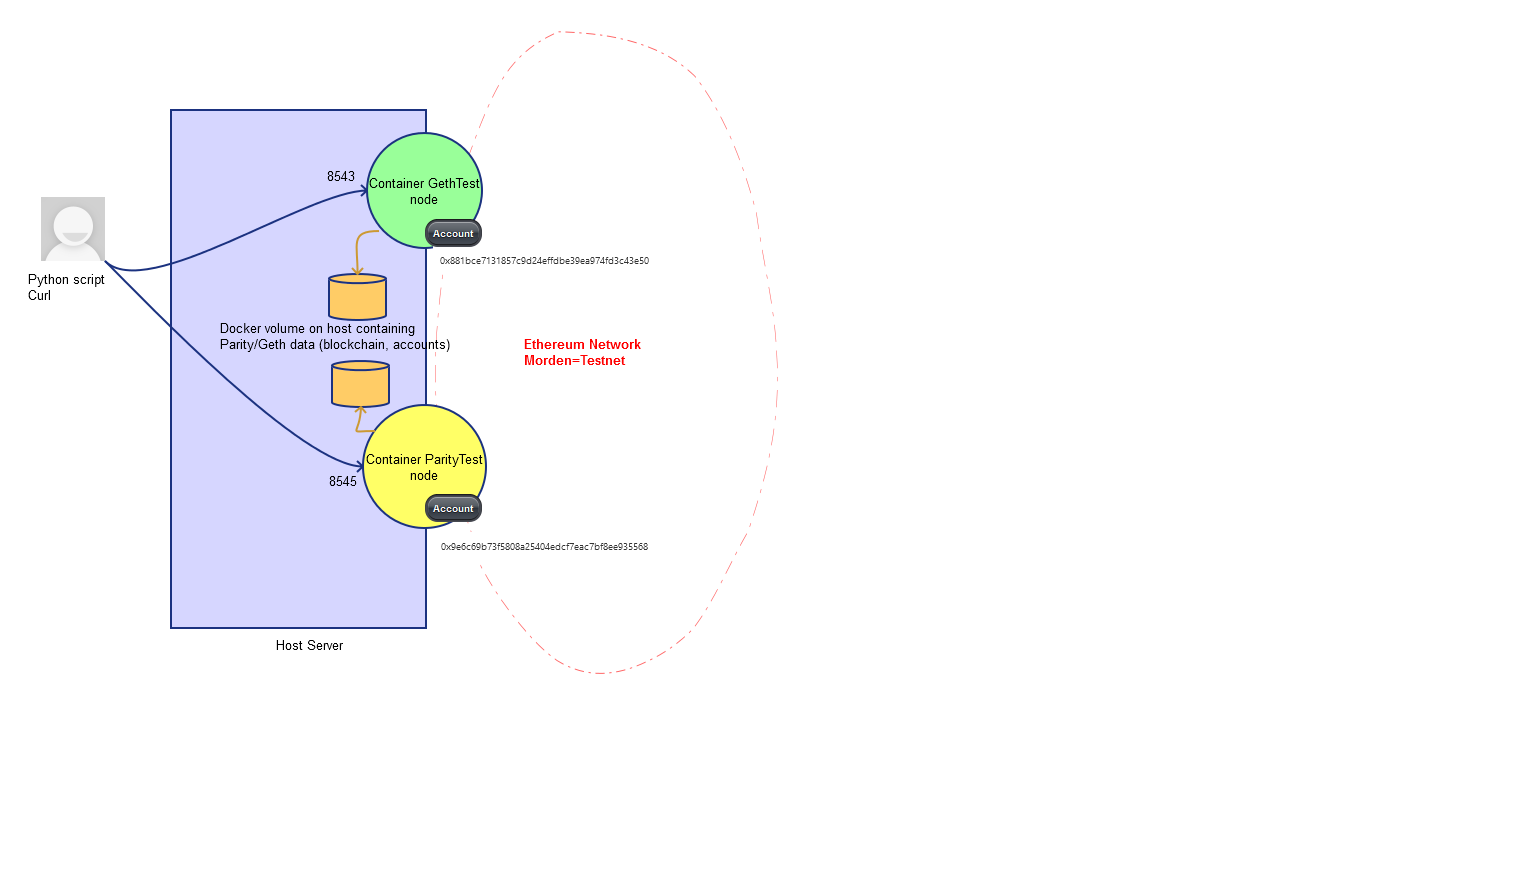 8543
Container GethTest
node
Account
0x881bce7131857c9d24effdbe39ea974fd3c43e50
Python script
Curl
Docker volume on host containing
Parity/Geth data (blockchain, accounts)
Ethereum Network
Morden=Testnet
Container ParityTest
node
8545
Account
0x9e6c69b73f5808a25404edcf7eac7bf8ee935568
Host Server